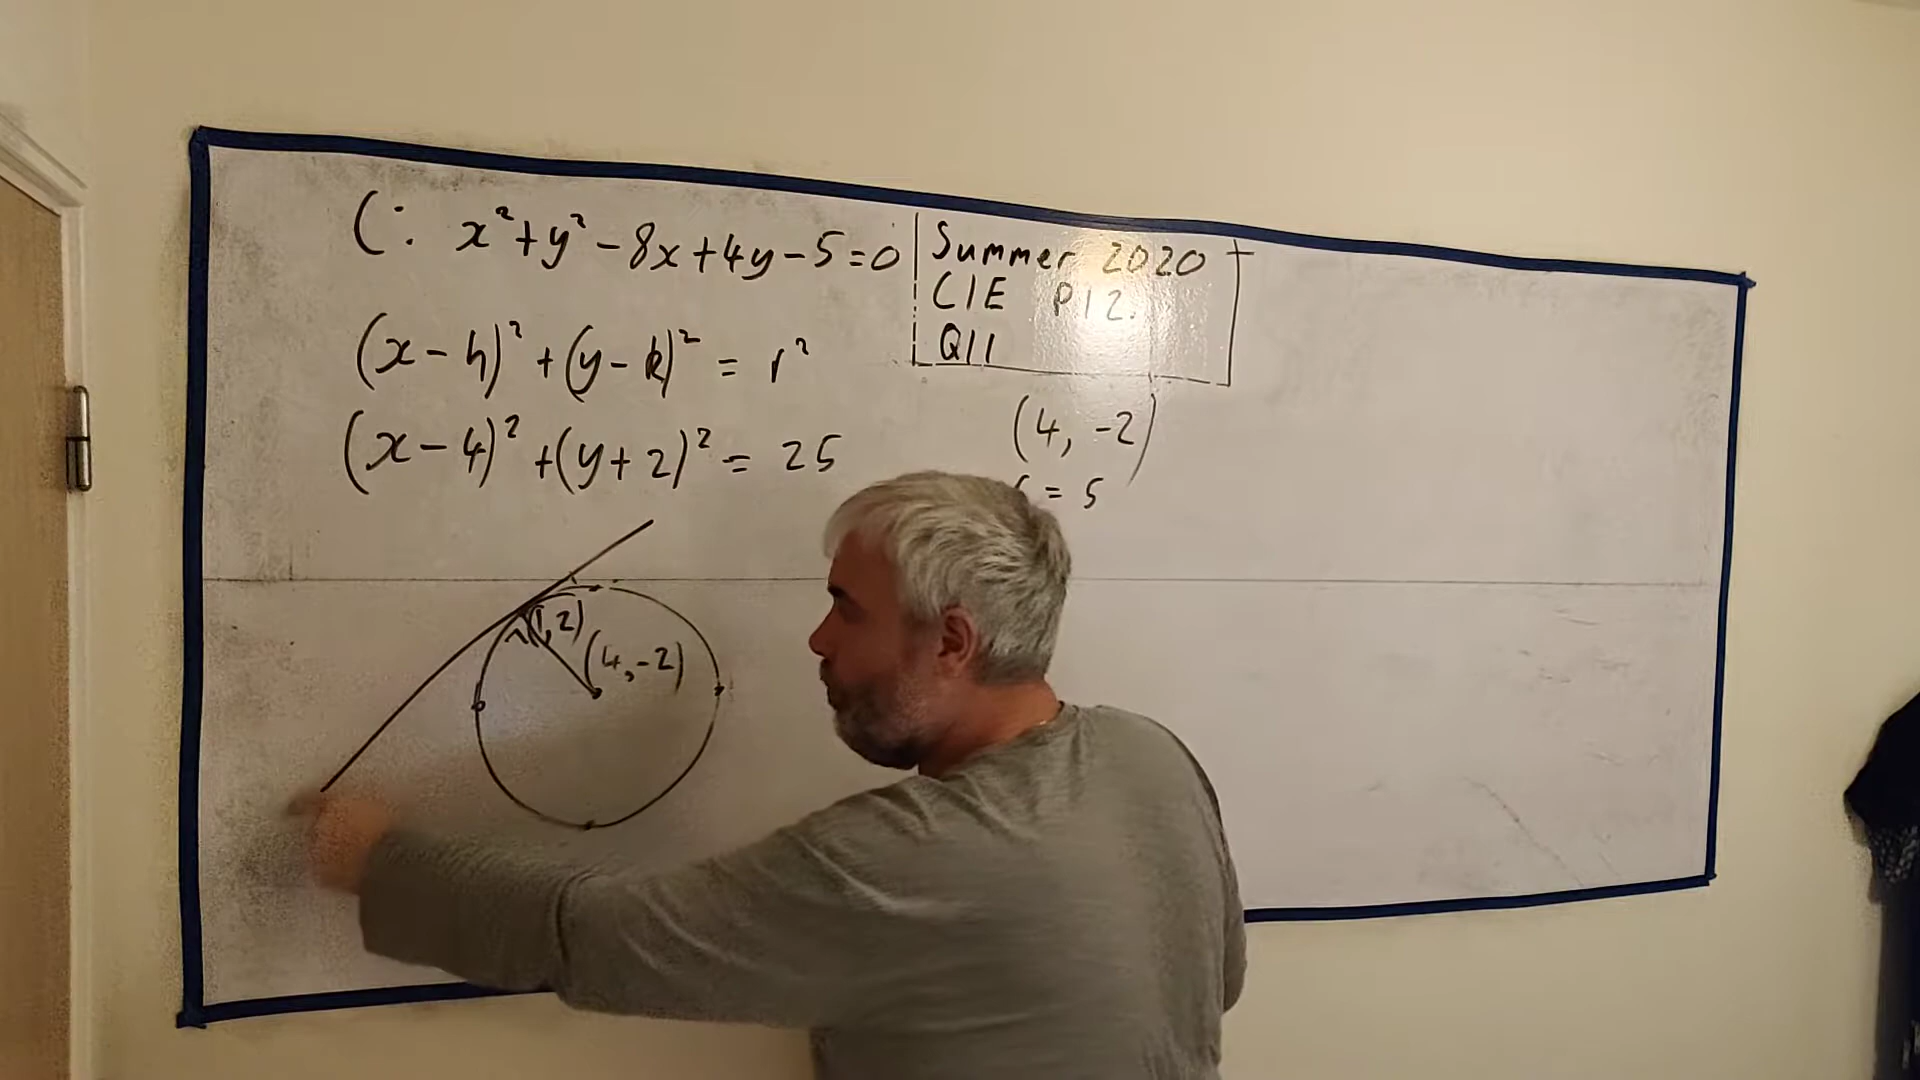 C: x²+y²-8x+4y-5=0
Summer 2020
CIE P12.
Q11
(x-h)²+(y-k)²=r²
(x-4)²+(y+2)²=25
(4, -2)
r=5
(1,2)
(4,-2)